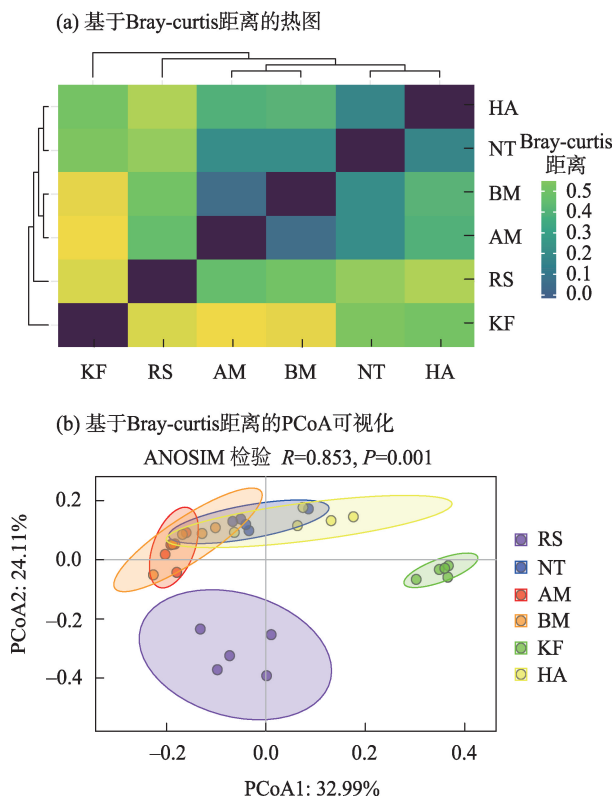 (a) 基于Bray-curtis距离的热图
HA
NT
BM
AM
RS
KF
Bray-curtis
距离
0.5
0.4
0.3
0.2
0.1
0.0
KF RS AM BM NT HA
(b) 基于Bray-curtis距离的PCoA可视化
ANOSIM 检验 R=0.853, P=0.001
PCoA2: 24.11%
0.2
0.0
−0.2
−0.4
−0.2 0.0 0.2 0.4
PCoA1: 32.99%
RS
NT
AM
BM
KF
HA